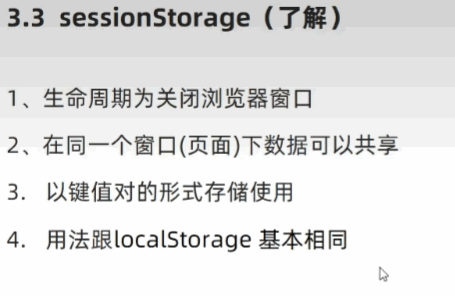 3.3 sessionStorage（了解）
1、生命周期为关闭浏览器窗口
2、在同一个窗口(页面)下数据可以共享
3. 以键值对的形式存储使用
4. 用法跟localStorage 基本相同